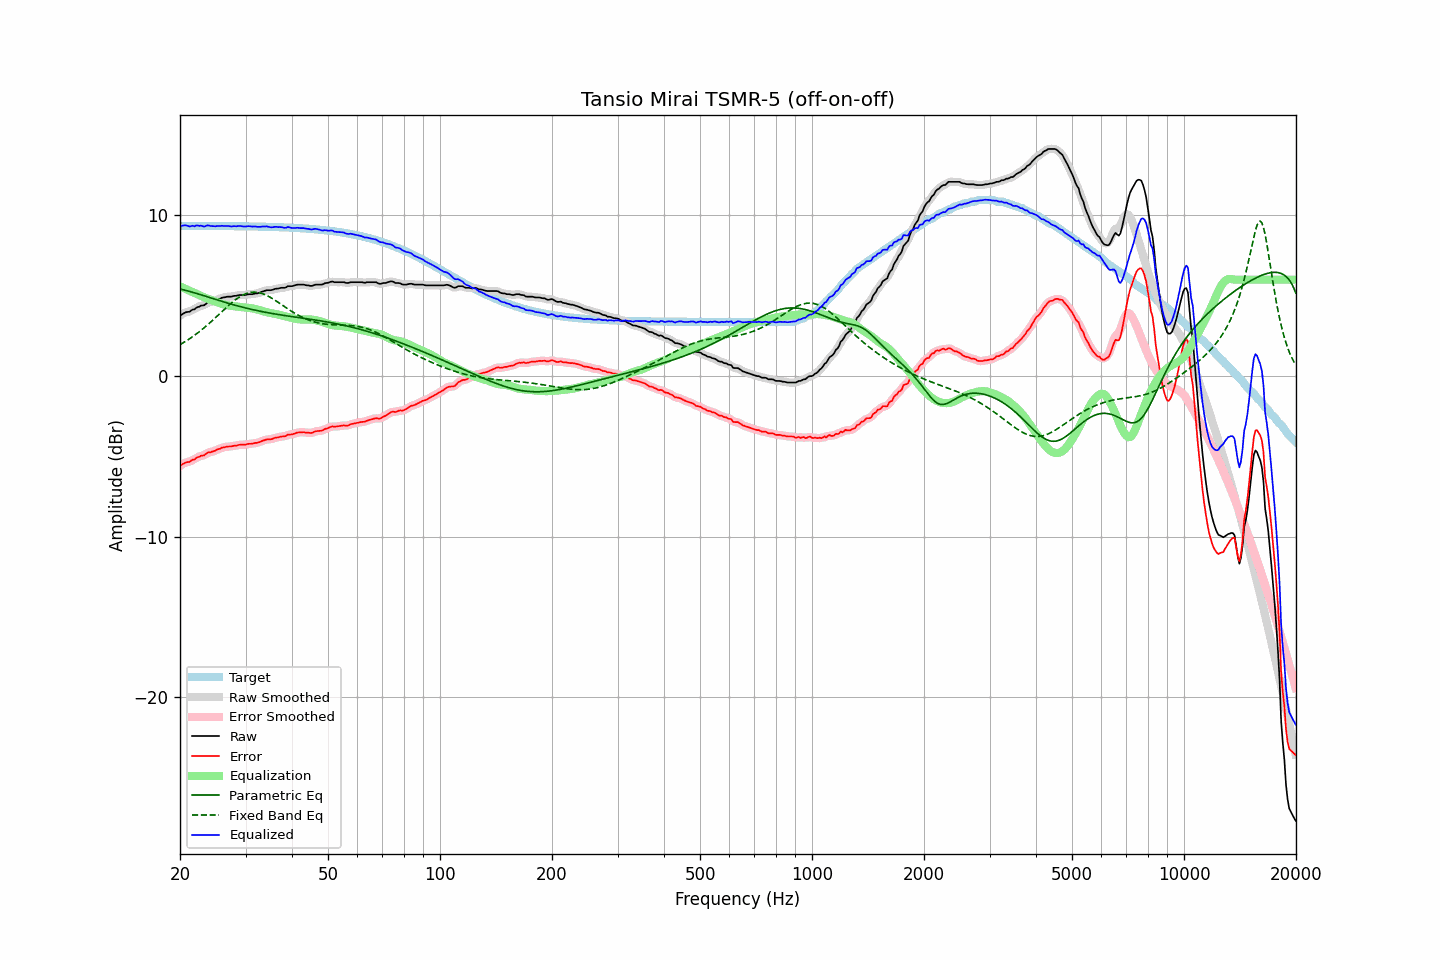 Tansio Mirai TSMR-5 (off-on-off)
Amplitude (dBr)
10
0
−10
−20
Target
Raw Smoothed
Error Smoothed
Raw
Error
Equalization
Parametric Eq
Fixed Band Eq
Equalized
20 50 100 200 500 1000 2000 5000 10000 20000
Frequency (Hz)